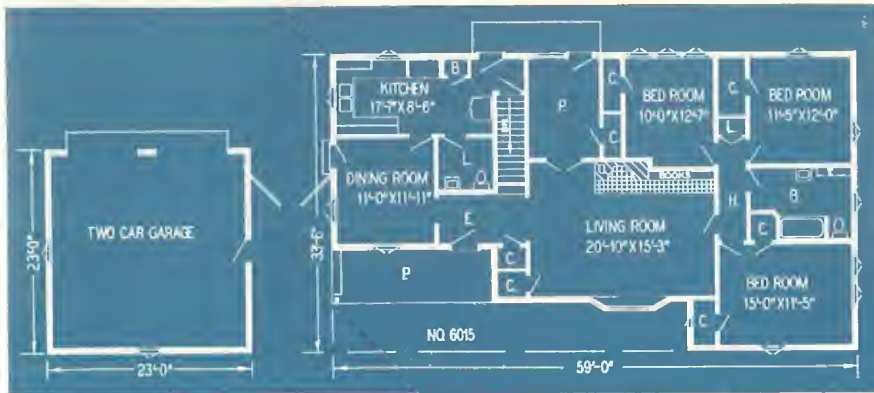 B.
KITCHEN
17'-7"X8'-6"
P.
C.
BED ROOM
10'-0"X12'-7"
C.
BED ROOM
11'-5"X12'-0"
C.
L.
L.
DINING ROOM
11'-0"X11'-11"
BOOKS
B.
TWO CAR GARAGE
E.
LIVING ROOM
20'-10"X15'-3"
H.
C.
23'-0"
33'-6"
C.
P.
C.
BED ROOM
15'-0"X11'-5"
C.
NO. 6015
23'-0"
59'-0"